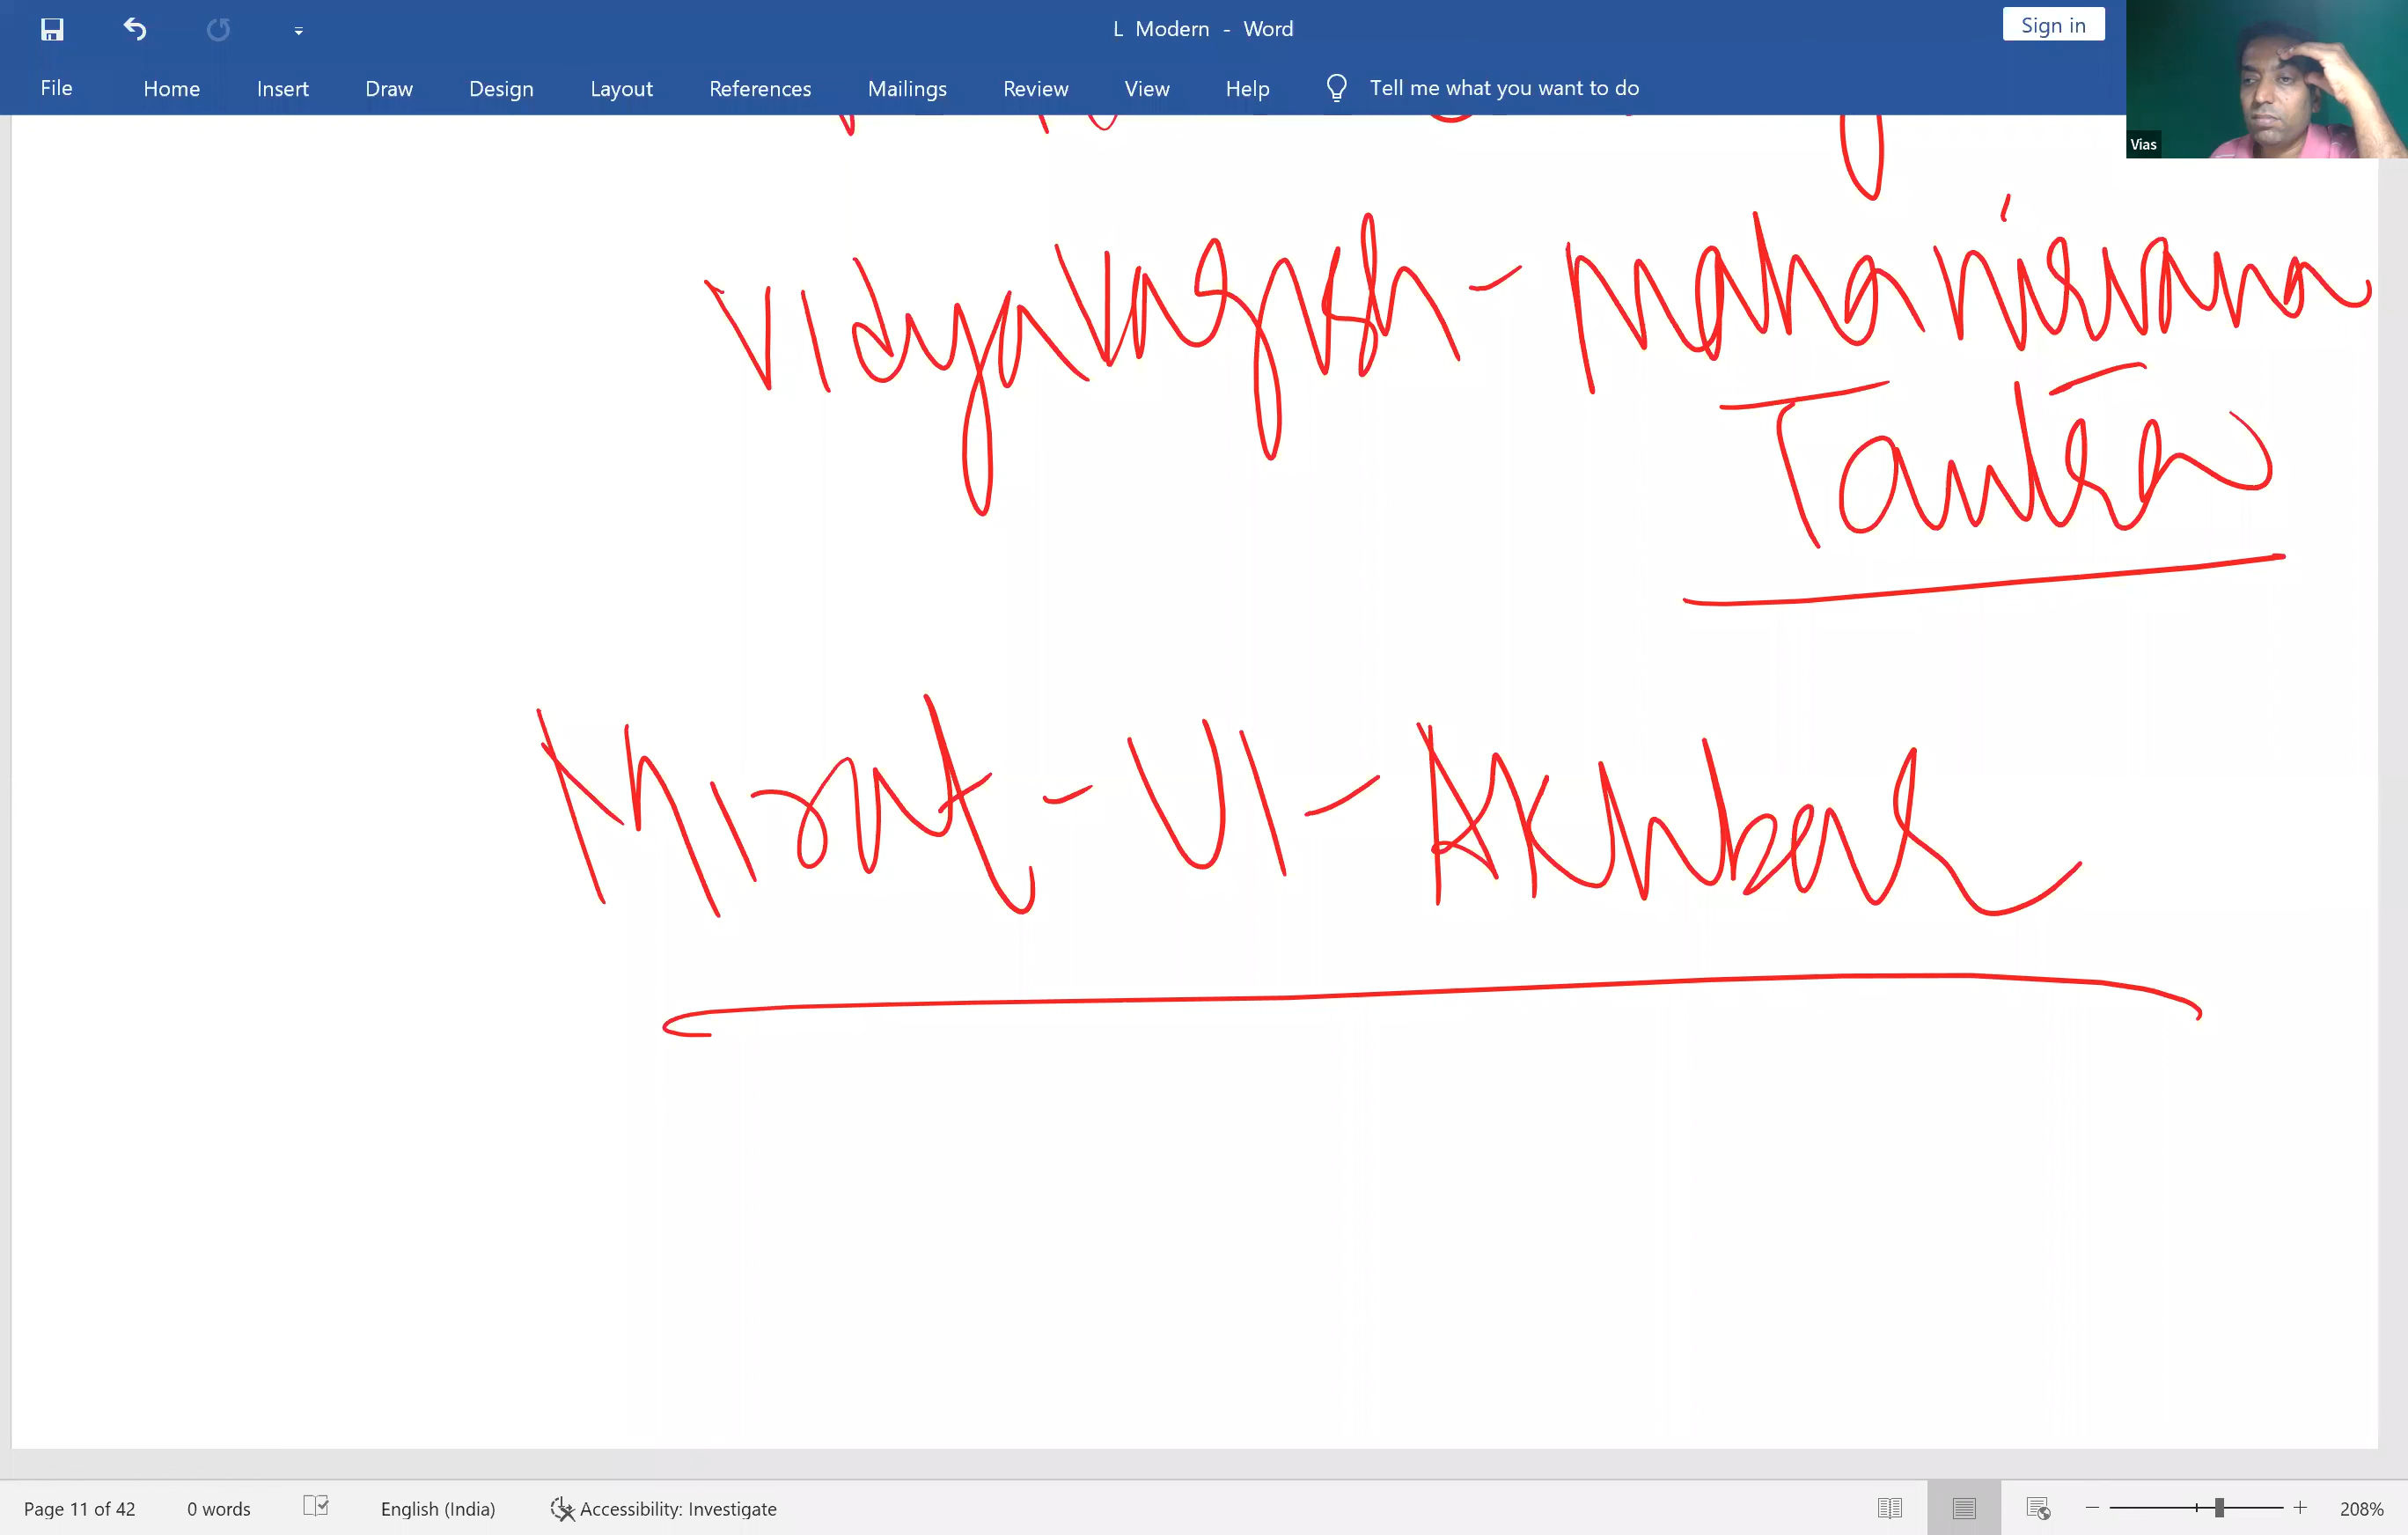 L Modern - Word
Sign in
File Home Insert Draw Design Layout References Mailings Review View Help Tell me what you want to do
Vias
Vidyavagish - Mahanirvana
Tantra
Mirat - Ul - Akhbar
Page 11 of 42 0 words English (India) Accessibility: Investigate 208%